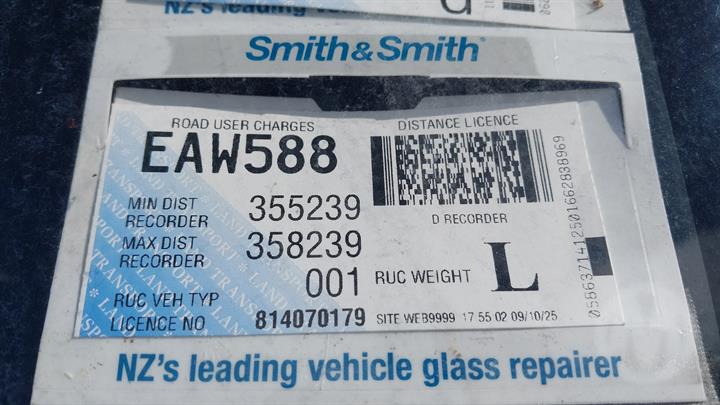 NZ's leading
Smith&Smith®
ROAD USER CHARGES
DISTANCE LICENCE
EAW588
MIN DIST RECORDER 355239
D RECORDER
MAX DIST RECORDER 358239
RUC VEH TYP 001
RUC WEIGHT L
LICENCE NO 814070179
SITE WEB9999 17 55 02 09/10/25
0586371412501662838969
NZ's leading vehicle glass repairer